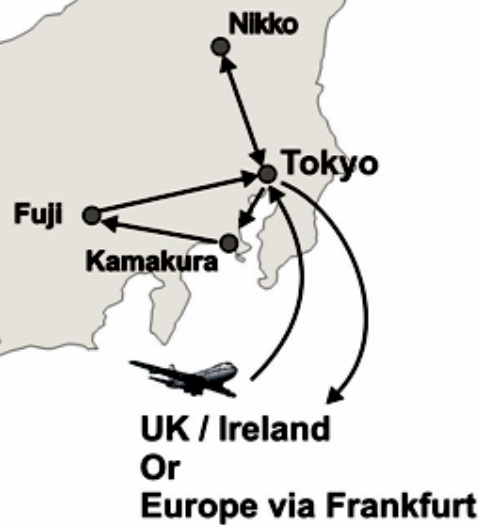 Nikko
Tokyo
Fuji
Kamakura
UK / Ireland
Or
Europe via Frankfurt